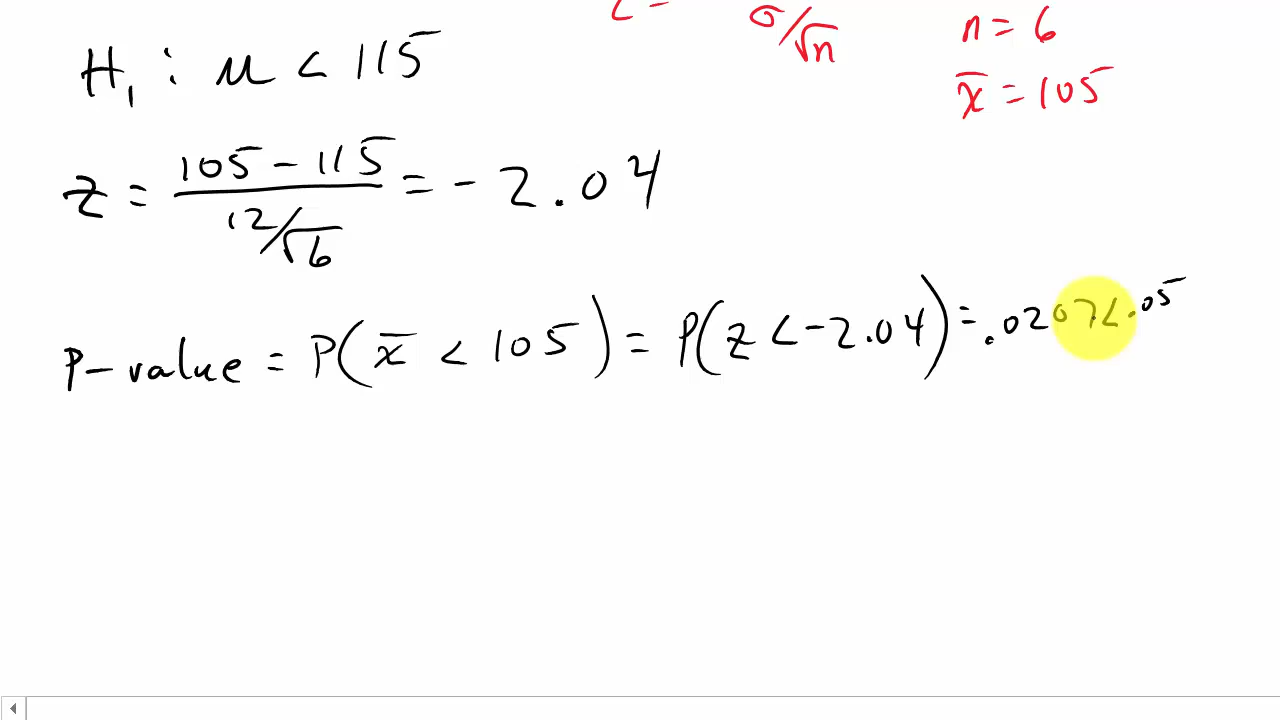 z = σ/√n
n = 6
H₁ : μ < 115
x̄ = 105
z = (105 - 115)/(12/√6) = -2.04
P-value = P(x̄ < 105) = P(z < -2.04) = .0207 < .05